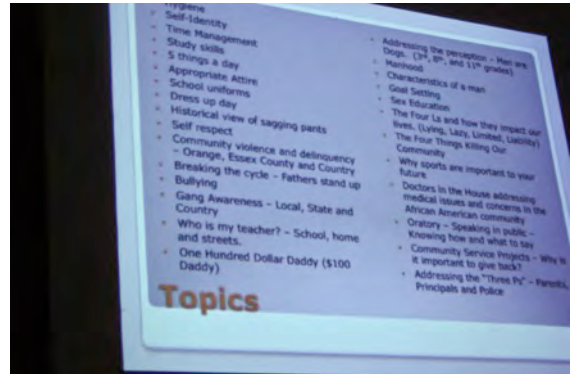 Hygiene
Self-Identity
Time Management
Study skills
5 things a day
Appropriate Attire
School uniforms
Dress up day
Historical view of sagging pants
Self respect
Community violence and delinquency
– Orange, Essex County and Country
Breaking the cycle – Fathers stand up
Bullying
Gang Awareness – Local, State and
Country
Who is my teacher? – School, home
and streets.
One Hundred Dollar Daddy ($100
Daddy)
Addressing the perception – Men are
Dogs. (3rd, 8th, and 11th grades).
Manhood
Characteristics of a man
Goal Setting
Sex Education
The Four Ls and how they impact our
lives. (Lying, Lazy, Limited, Liability)
The Four Things Killing Our
Community
Why sports are important to your
future
Doctors in the House addressing
medical issues and concerns in the
African American community
Oratory – Speaking in public –
Knowing how and what to say
Community Service Projects – Why is
it important to give back?
Addressing the "Three Ps" – Parents,
Principals and Police
Topics